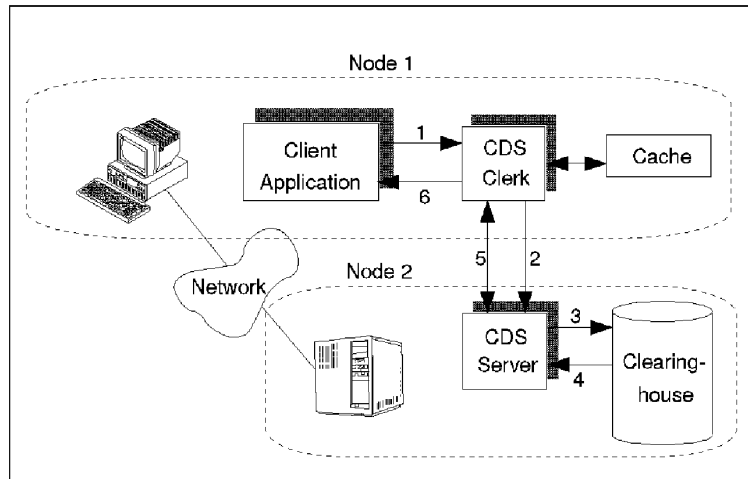 Node 1
Client
Application
1
6
CDS
Clerk
Cache
5
2
Network
Node 2
CDS
Server
3
4
Clearing-
house